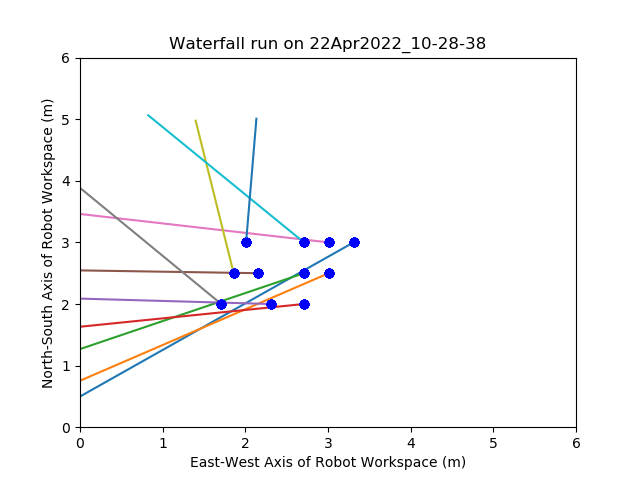 Waterfall run on 22Apr2022_10-28-38
North-South Axis of Robot Workspace (m)
6
5
4
3
2
1
0
0 1 2 3 4 5 6
East-West Axis of Robot Workspace (m)